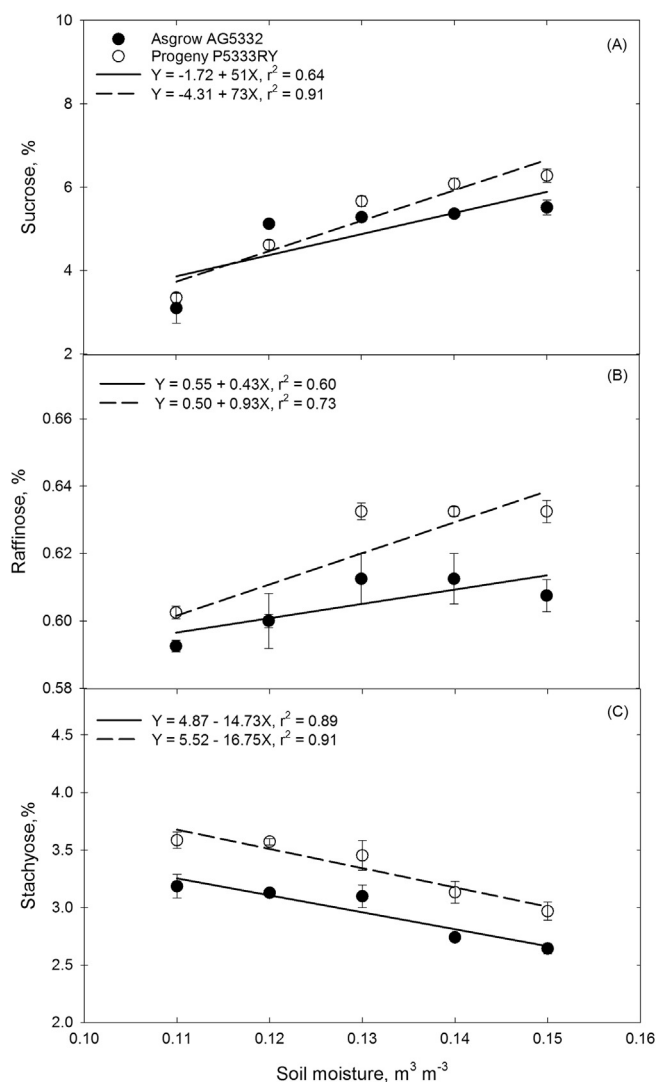 10
8
6
4
2
Sucrose, %
(A)
Asgrow AG5332
Progeny P5333RY
Y = -1.72 + 51X, r² = 0.64
Y = -4.31 + 73X, r² = 0.91
0.66
0.64
0.62
0.60
0.58
Raffinose, %
(B)
Y = 0.55 + 0.43X, r² = 0.60
Y = 0.50 + 0.93X, r² = 0.73
4.5
4.0
3.5
3.0
2.5
2.0
Stachyose, %
(C)
Y = 4.87 - 14.73X, r² = 0.89
Y = 5.52 - 16.75X, r² = 0.91
0.10 0.11 0.12 0.13 0.14 0.15 0.16
Soil moisture, m³ m⁻³